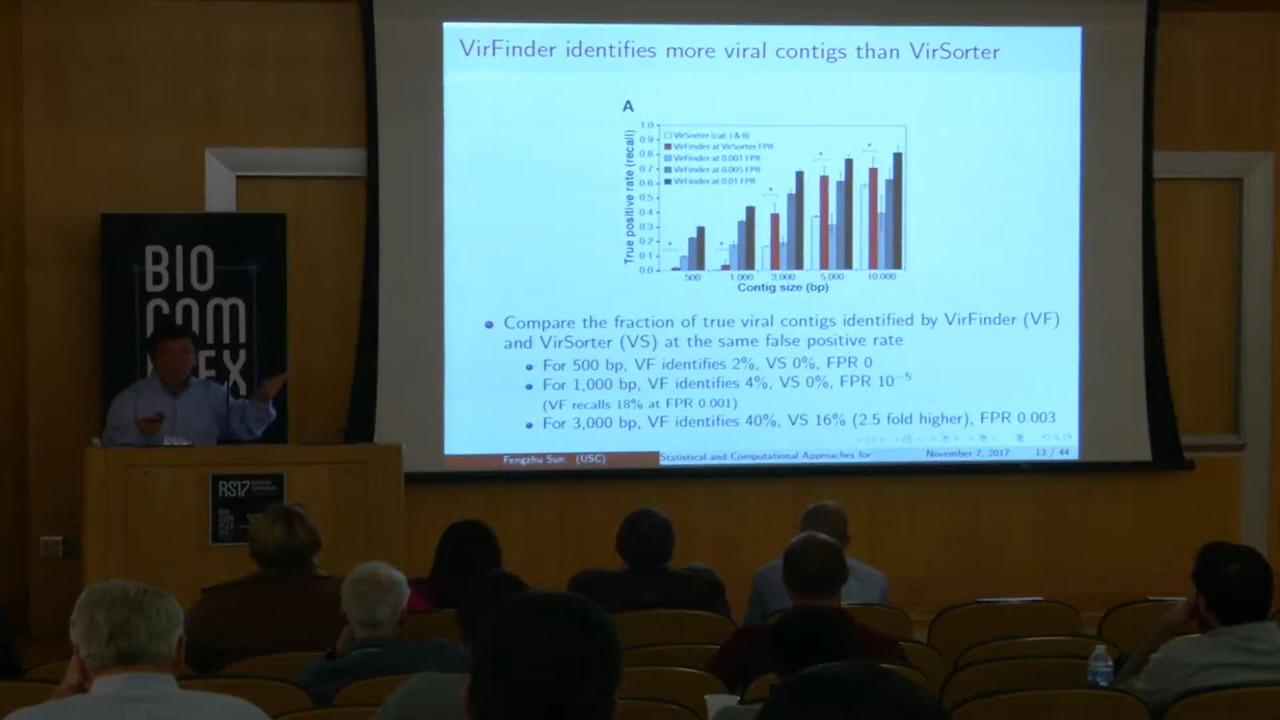 VirFinder identifies more viral contigs than VirSorter
A
True positive rate (recall)
1.0
0.9
0.8
0.7
0.6
0.5
0.4
0.3
0.2
0.1
0.0
VirSorter (cat. I & II)
VirFinder at VirSorter FPR
VirFinder at 0.001 FPR
VirFinder at 0.005 FPR
VirFinder at 0.01 FPR
* * * * *
500 1,000 3,000 5,000 10,000
Contig size (bp)
• Compare the fraction of true viral contigs identified by VirFinder (VF)
and VirSorter (VS) at the same false positive rate
• For 500 bp, VF identifies 2%, VS 0%, FPR 0
• For 1,000 bp, VF identifies 4%, VS 0%, FPR 10⁻⁵
(VF recalls 18% at FPR 0.001)
• For 3,000 bp, VF identifies 40%, VS 16% (2.5 fold higher), FPR 0.003
Fengzhu Sun (USC) Statistical and Computational Approaches for November 7, 2017 13 / 44
BIO
COM
EX
RS17
BIO
COM